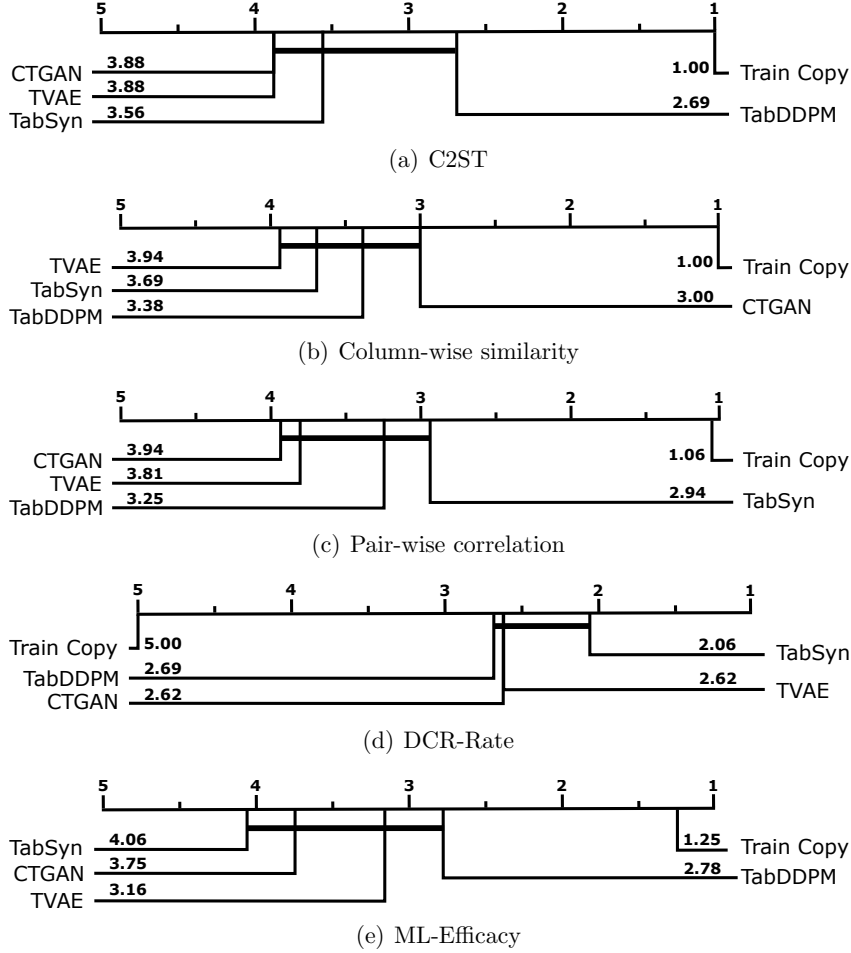 5 4 3 2 1
CTGAN 3.88 1.00 Train Copy
TVAE 3.88
TabSyn 3.56 2.69 TabDDPM
(a) C2ST
5 4 3 2 1
TVAE 3.94 1.00 Train Copy
TabSyn 3.69
TabDDPM 3.38 3.00 CTGAN
(b) Column-wise similarity
5 4 3 2 1
CTGAN 3.94 1.06 Train Copy
TVAE 3.81
TabDDPM 3.25 2.94 TabSyn
(c) Pair-wise correlation
5 4 3 2 1
Train Copy 5.00 2.06 TabSyn
TabDDPM 2.69
CTGAN 2.62 2.62 TVAE
(d) DCR-Rate
5 4 3 2 1
TabSyn 4.06 1.25 Train Copy
CTGAN 3.75 2.78 TabDDPM
TVAE 3.16
(e) ML-Efficacy